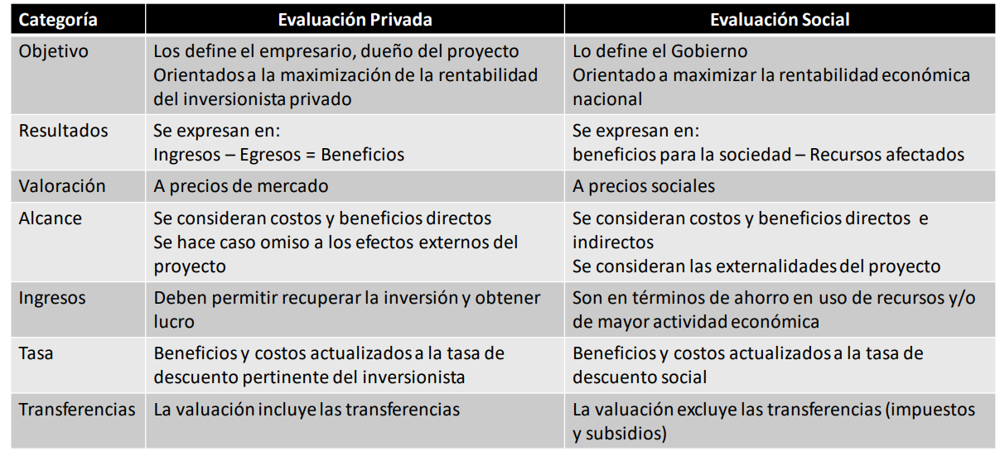 Categoría Evaluación Privada Evaluación Social
Objetivo Los define el empresario, dueño del proyecto Lo define el Gobierno
Orientados a la maximización de la rentabilidad Orientado a maximizar la rentabilidad económica
del inversionista privado nacional
Resultados Se expresan en: Se expresan en:
Ingresos – Egresos = Beneficios beneficios para la sociedad – Recursos afectados
Valoración A precios de mercado A precios sociales
Alcance Se consideran costos y beneficios directos Se consideran costos y beneficios directos e
Se hace caso omiso a los efectos externos del indirectos
proyecto Se consideran las externalidades del proyecto
Ingresos Deben permitir recuperar la inversión y obtener Son en términos de ahorro en uso de recursos y/o
lucro de mayor actividad económica
Tasa Beneficios y costos actualizados a la tasa de Beneficios y costos actualizados a la tasa de
descuento pertinente del inversionista descuento social
Transferencias La valuación incluye las transferencias La valuación excluye las transferencias (impuestos
y subsidios)